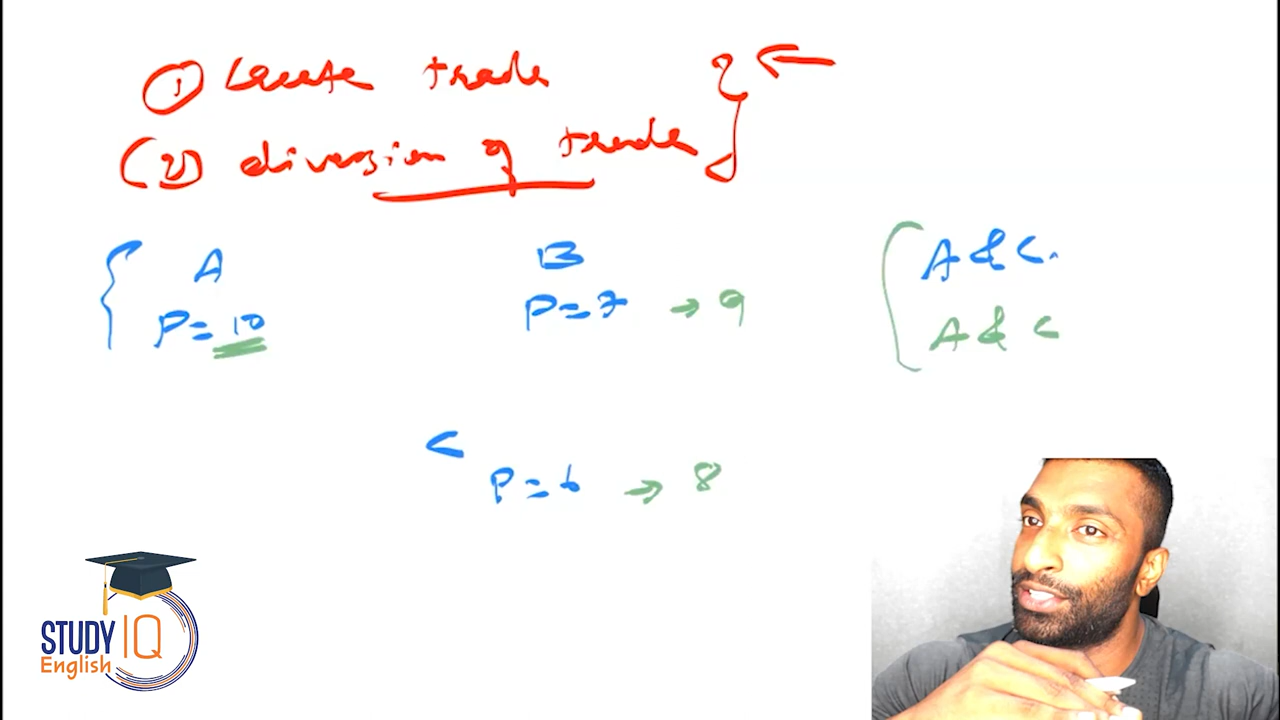 ① Create trade
(2) diversion of trade
A
B
A & C.
P=10
P=7 → 9
A & C
C
P=6 → 8
STUDY IQ
English